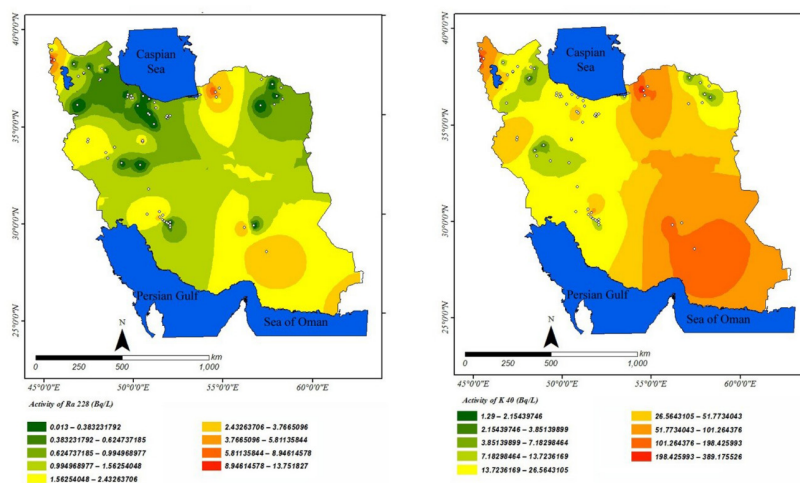 40°0'0"N
35°0'0"N
30°0'0"N
25°0'0"N
Caspian
Sea
Persian Gulf
Sea of Oman
N
0 250 500 1,000
km
45°0'0"E 50°0'0"E 55°0'0"E 60°0'0"E
Activity of Ra 228 (Bq/L)
0.013 – 0.383231792
0.383231792 – 0.624737185
0.624737185 – 0.994968977
0.994968977 – 1.56254048
1.56254048 – 2.43263706
2.43263706 – 3.7665096
3.7665096 – 5.81135844
5.81135844 – 8.94614578
8.94614578 – 13.751827
40°0'0"N
35°0'0"N
30°0'0"N
25°0'0"N
Caspian
Sea
Persian Gulf
Sea of Oman
N
0 250 500 1,000
km
45°0'0"E 50°0'0"E 55°0'0"E 60°0'0"E
Activity of K 40 (Bq/L)
1.29 – 2.15439746
2.15439746 – 3.85139899
3.85139899 – 7.18298464
7.18298464 – 13.7236169
13.7236169 – 26.5643105
26.5643105 – 51.7734043
51.7734043 – 101.264376
101.264376 – 198.425993
198.425993 – 389.175526